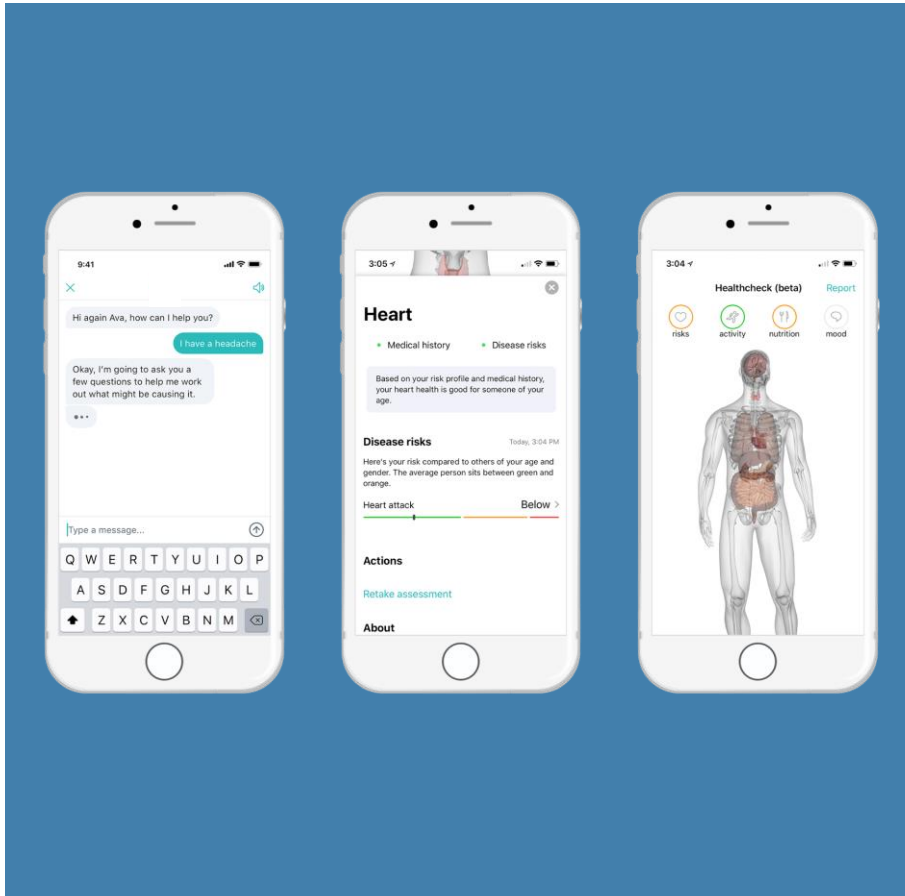 9:41
Hi again Ava, how can I help you?
I have a headache
Okay, I'm going to ask you a
few questions to help me work
out what might be causing it.
Type a message...
Q W E R T Y U I O P
A S D F G H J K L
Z X C V B N M
3:05
Heart
Medical history
Disease risks
Based on your risk profile and medical history,
your heart health is good for someone of your
age.
Disease risks
Today, 3:04 PM
Here's your risk compared to others of your age and
gender. The average person sits between green and
orange.
Heart attack
Below
Actions
Retake assessment
About
3:04
Healthcheck (beta)
Report
risks
activity
nutrition
mood